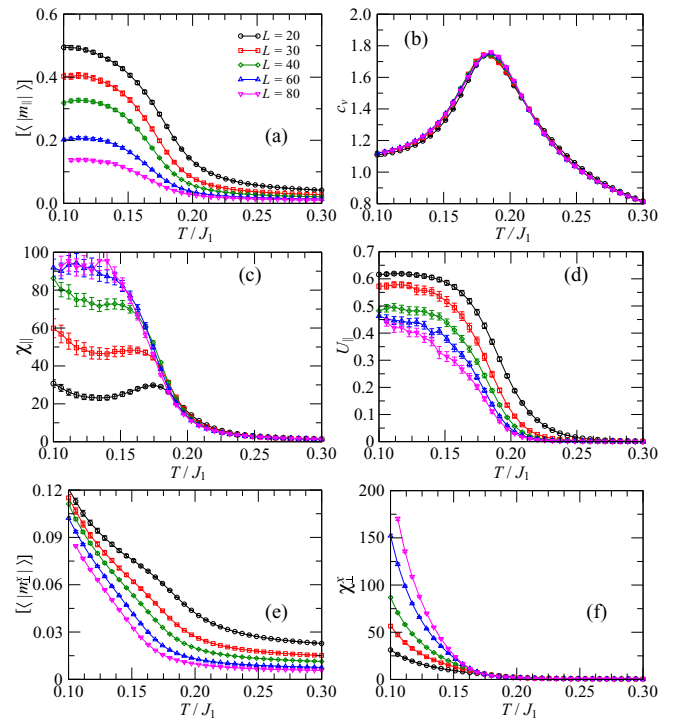 [⟨ |m∥| ⟩]
0.6
0.4
0.2
0.0
0.10 0.15 0.20 0.25 0.30
T / J₁
L = 20
L = 30
L = 40
L = 60
L = 80
(a)
cᵥ
2.0
1.8
1.6
1.4
1.2
1.0
0.8
0.10 0.15 0.20 0.25 0.30
T / J₁
(b)
χ∥
100
80
60
40
20
0
0.10 0.15 0.20 0.25 0.30
T / J₁
(c)
U∥
0.7
0.6
0.5
0.4
0.3
0.2
0.1
0
0.10 0.15 0.20 0.25 0.30
T / J₁
(d)
[⟨ |m⊥ˣ| ⟩]
0.12
0.09
0.06
0.03
0
0.10 0.15 0.20 0.25 0.30
T / J₁
(e)
χ⊥ˣ
200
150
100
50
0
0.10 0.15 0.20 0.25 0.30
T / J₁
(f)